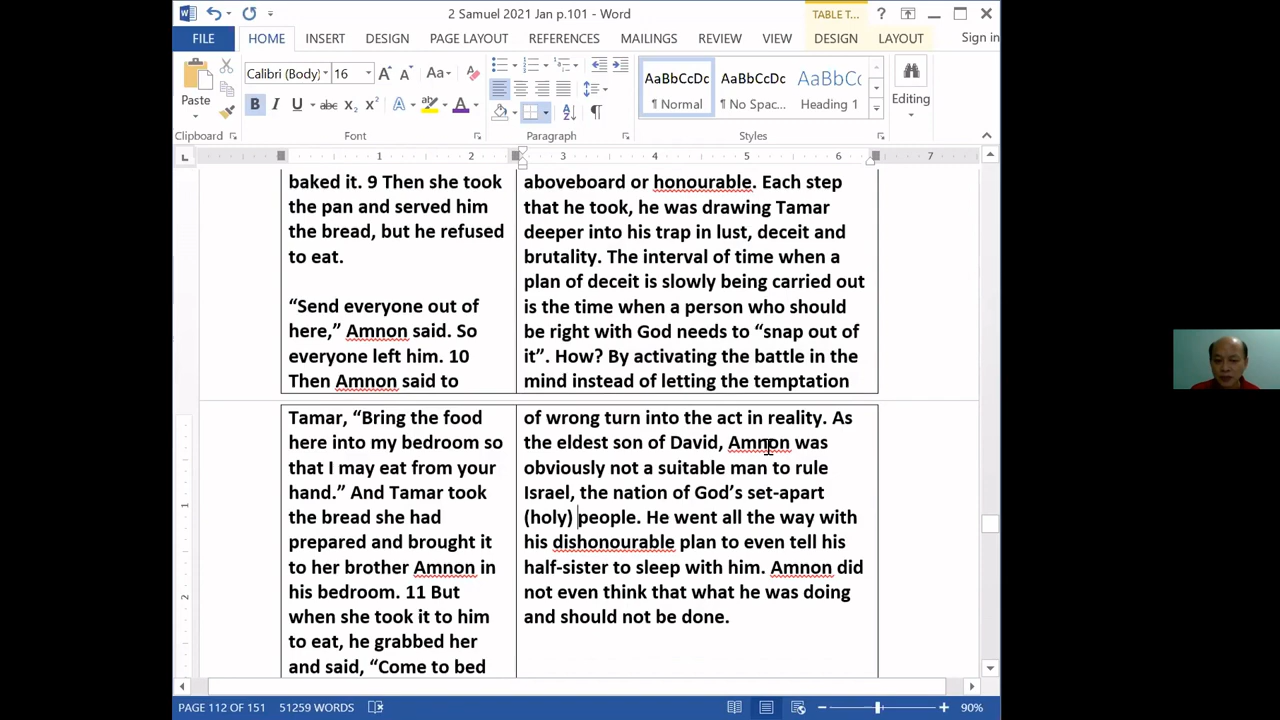 2 Samuel 2021 Jan p.101 - Word
TABLE T...
FILE HOME INSERT DESIGN PAGE LAYOUT REFERENCES MAILINGS REVIEW VIEW DESIGN LAYOUT Sign in
Calibri (Body) 16
Paste
Clipboard Font Paragraph Styles
AaBbCcDc AaBbCcDc AaBbCc
¶ Normal ¶ No Spac... Heading 1
Editing
1 2 3 4 5 6 7
baked it. 9 Then she took
the pan and served him
the bread, but he refused
to eat.
“Send everyone out of
here,” Amnon said. So
everyone left him. 10
Then Amnon said to
Tamar, “Bring the food
here into my bedroom so
that I may eat from your
hand.” And Tamar took
the bread she had
prepared and brought it
to her brother Amnon in
his bedroom. 11 But
when she took it to him
to eat, he grabbed her
and said, “Come to bed
aboveboard or honourable. Each step
that he took, he was drawing Tamar
deeper into his trap in lust, deceit and
brutality. The interval of time when a
plan of deceit is slowly being carried out
is the time when a person who should
be right with God needs to “snap out of
it”. How? By activating the battle in the
mind instead of letting the temptation
of wrong turn into the act in reality. As
the eldest son of David, Amnon was
obviously not a suitable man to rule
Israel, the nation of God’s set-apart
(holy) people. He went all the way with
his dishonourable plan to even tell his
half-sister to sleep with him. Amnon did
not even think that what he was doing
and should not be done.
PAGE 112 OF 151 51259 WORDS 90%